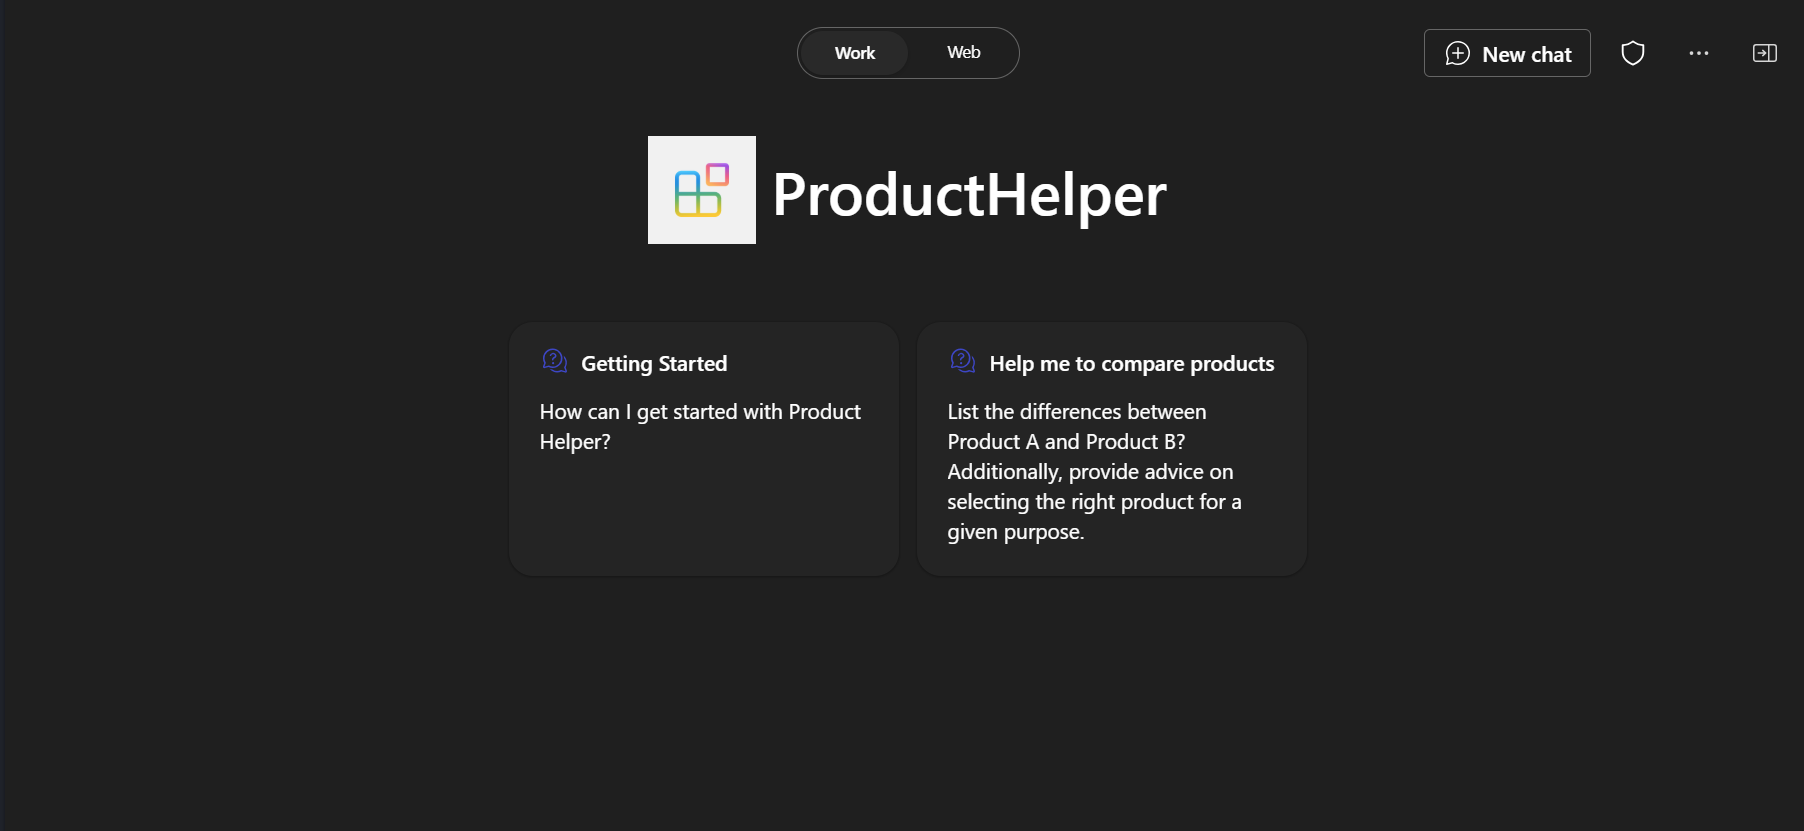 Work
Web
New chat
ProductHelper
Getting Started
How can I get started with Product
Helper?
Help me to compare products
List the differences between
Product A and Product B?
Additionally, provide advice on
selecting the right product for a
given purpose.